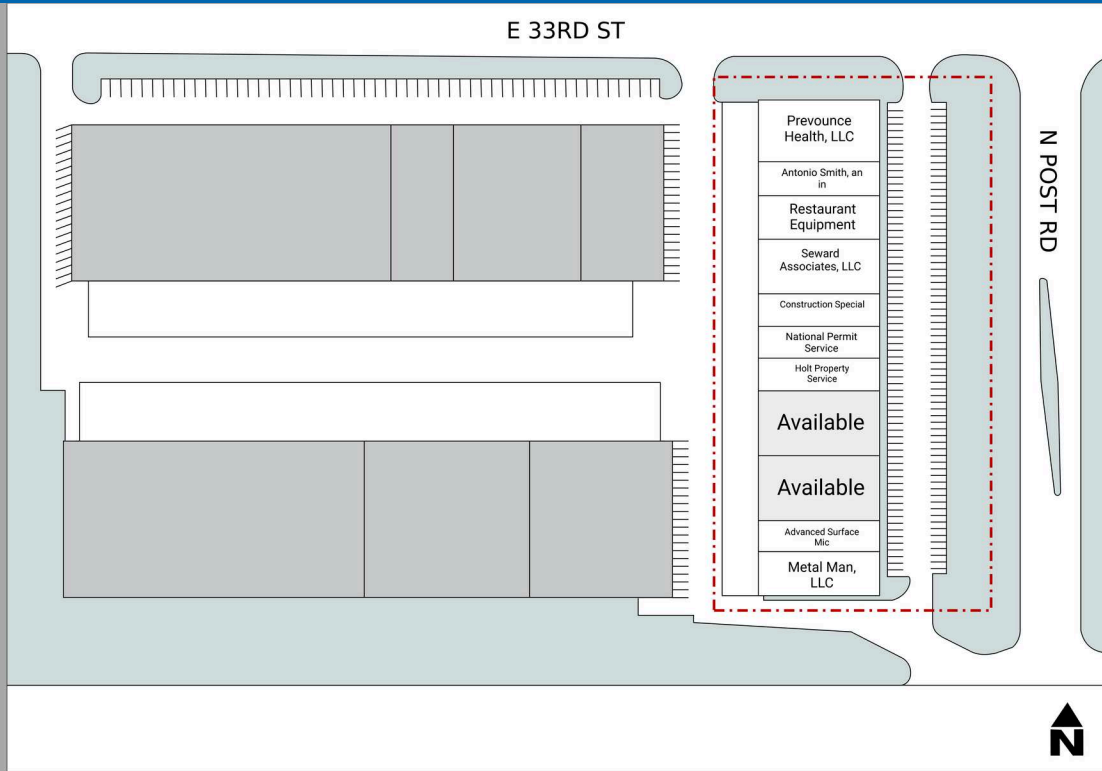 E 33RD ST
N POST RD
Prevounce
Health, LLC
Antonio Smith, an
in
Restaurant
Equipment
Seward
Associates, LLC
Construction Special
National Permit
Service
Holt Property
Service
Available
Available
Advanced Surface
Mic
Metal Man,
LLC
N